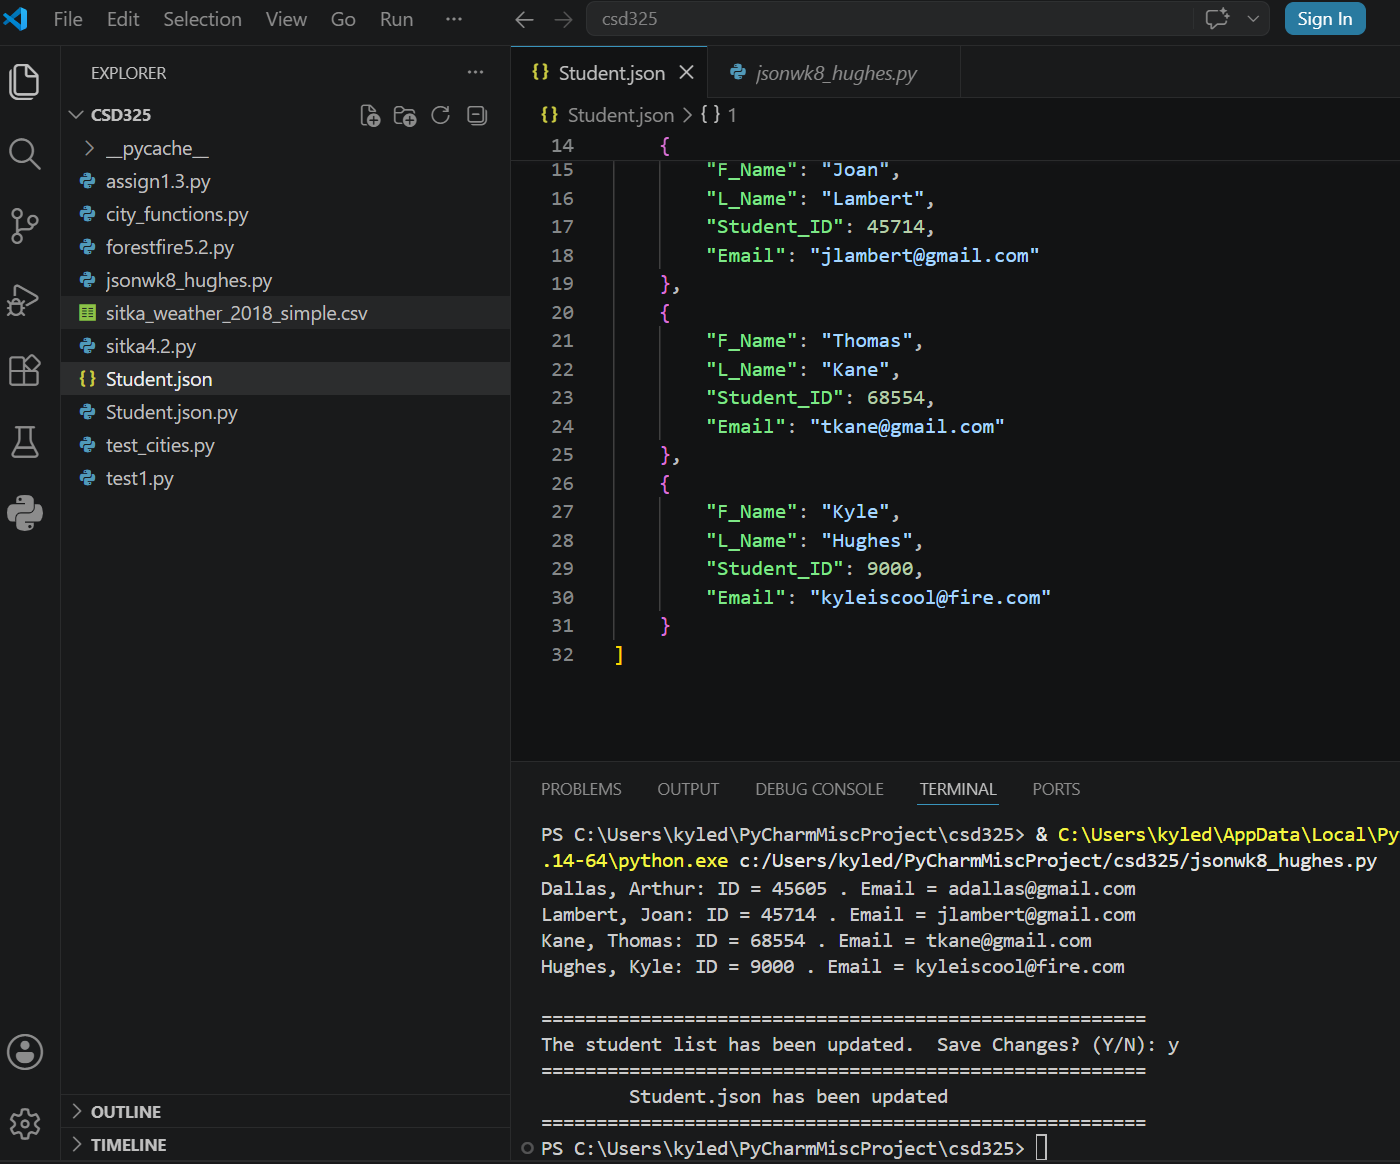 File Edit Selection View Go Run ···
csd325
Sign In
EXPLORER
···
CSD325
__pycache__
assign1.3.py
city_functions.py
forestfire5.2.py
jsonwk8_hughes.py
sitka_weather_2018_simple.csv
sitka4.2.py
{} Student.json
Student.json.py
test_cities.py
test1.py
OUTLINE
TIMELINE
{} Student.json
jsonwk8_hughes.py
{} Student.json > { } 1
14 {
15 "F_Name": "Joan",
16 "L_Name": "Lambert",
17 "Student_ID": 45714,
18 "Email": "jlambert@gmail.com"
19 },
20 {
21 "F_Name": "Thomas",
22 "L_Name": "Kane",
23 "Student_ID": 68554,
24 "Email": "tkane@gmail.com"
25 },
26 {
27 "F_Name": "Kyle",
28 "L_Name": "Hughes",
29 "Student_ID": 9000,
30 "Email": "kyleiscool@fire.com"
31 }
32 ]
PROBLEMS OUTPUT DEBUG CONSOLE TERMINAL PORTS
PS C:\Users\kyled\PyCharmMiscProject\csd325> & C:\Users\kyled\AppData\Local\Py
.14-64\python.exe c:/Users/kyled/PyCharmMiscProject/csd325/jsonwk8_hughes.py
Dallas, Arthur: ID = 45605 . Email = adallas@gmail.com
Lambert, Joan: ID = 45714 . Email = jlambert@gmail.com
Kane, Thomas: ID = 68554 . Email = tkane@gmail.com
Hughes, Kyle: ID = 9000 . Email = kyleiscool@fire.com
=======================================================
The student list has been updated.  Save Changes? (Y/N): y
=======================================================
Student.json has been updated
=======================================================
PS C:\Users\kyled\PyCharmMiscProject\csd325>